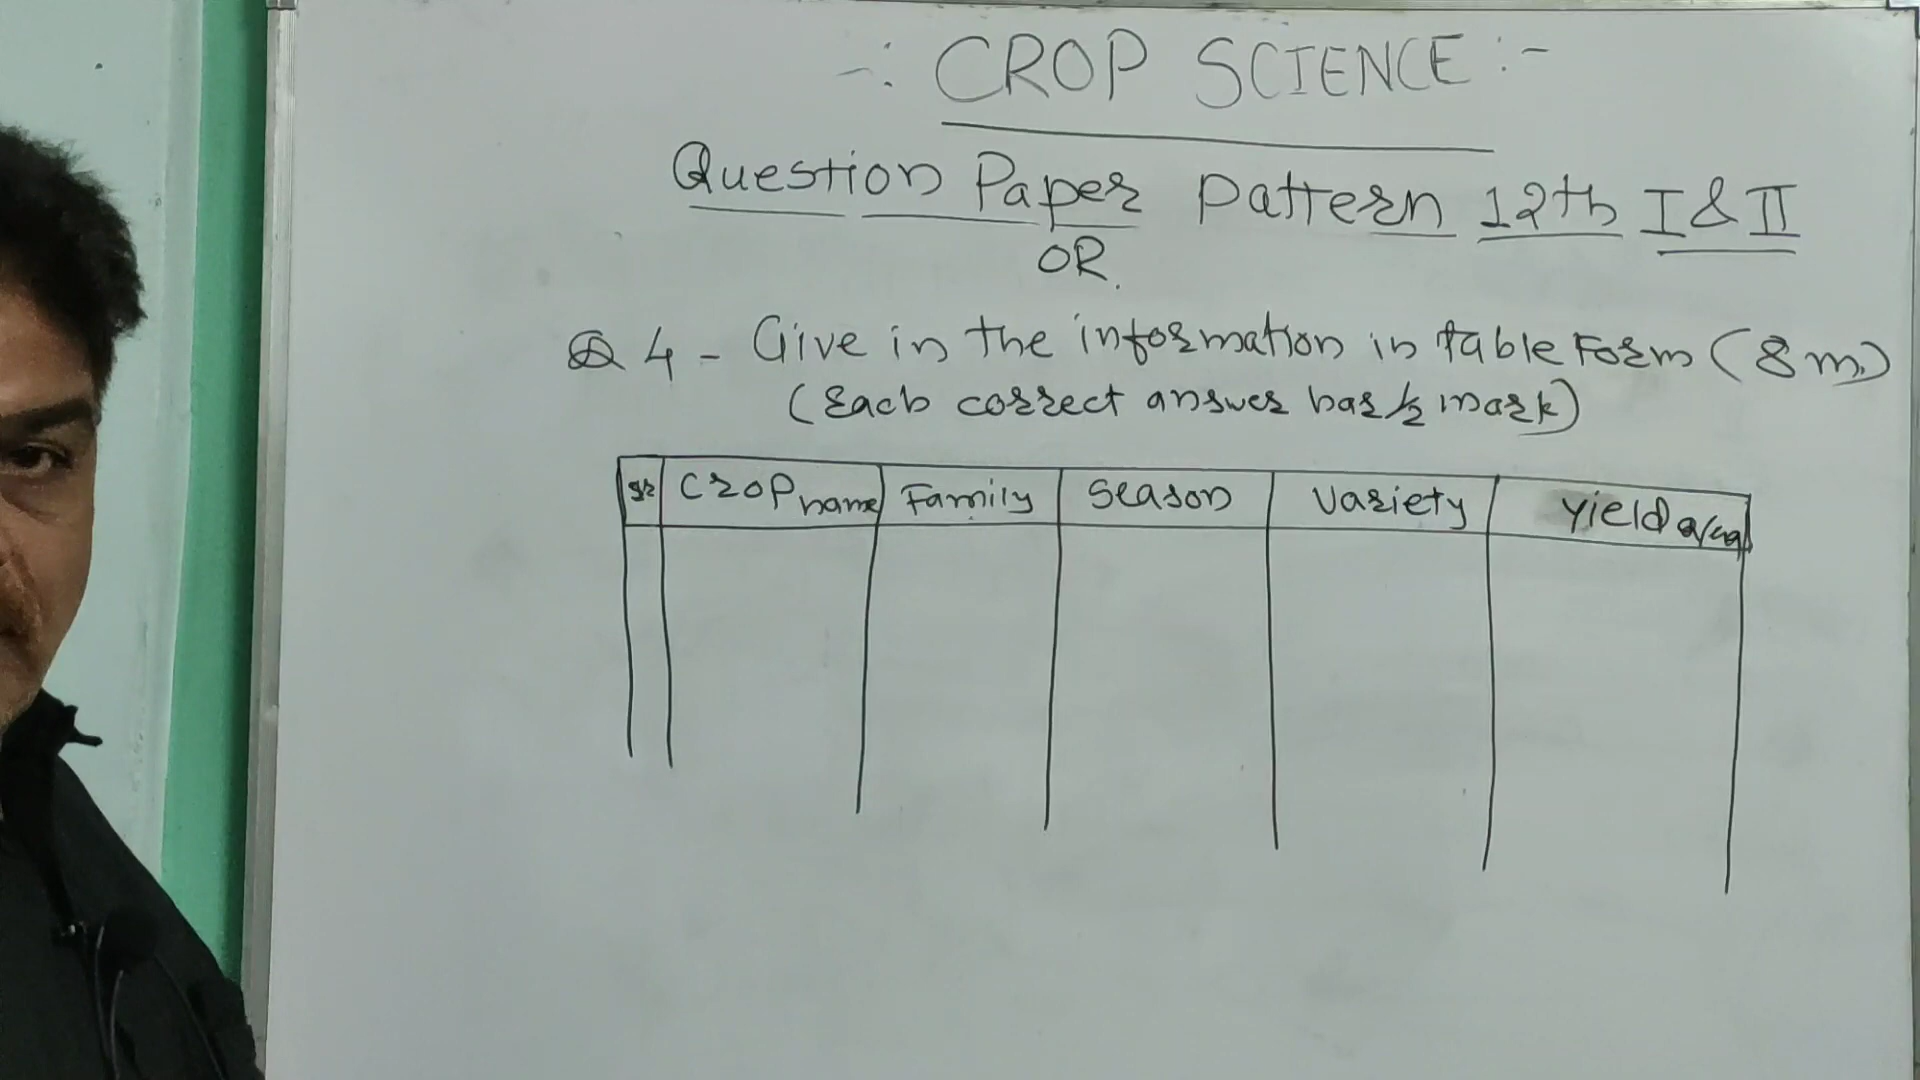 -: CROP SCIENCE :-
Question Paper Pattern 12th I & II
OR.
Q 4 - Give in the information in table Form (8 m.)
(Each correct answer has 1/2 mark)
Sr Crop name Family Season Variety Yield